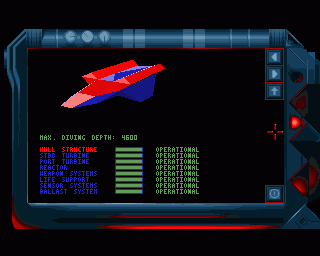 MAX. DIVING DEPTH: 4600
HULL STRUCTURE OPERATIONAL
STBD TURBINE OPERATIONAL
PORT TURBINE OPERATIONAL
REACTOR OPERATIONAL
WEAPON SYSTEMS OPERATIONAL
LIFE SUPPORT OPERATIONAL
SENSOR SYSTEMS OPERATIONAL
BALLAST SYSTEM OPERATIONAL